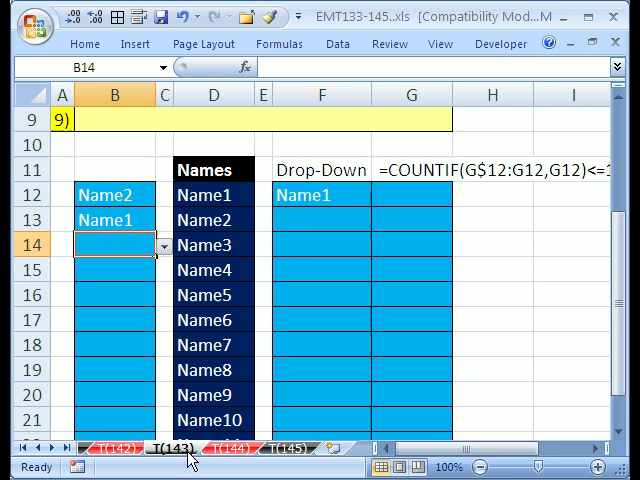 EMT133-145..xls [Compatibility Mod... M
Home Insert Page Layout Formulas Data Review View Developer
B14 fx
A B C D E F G H I
9 9)
10
11 Names Drop-Down =COUNTIF(G$12:G12,G12)<=1
12 Name2 Name1 Name1
13 Name1 Name2
14 Name3
15 Name4
16 Name5
17 Name6
18 Name7
19 Name8
20 Name9
21 Name10
T(142) T(143) T(144) T(145)
Ready 100%